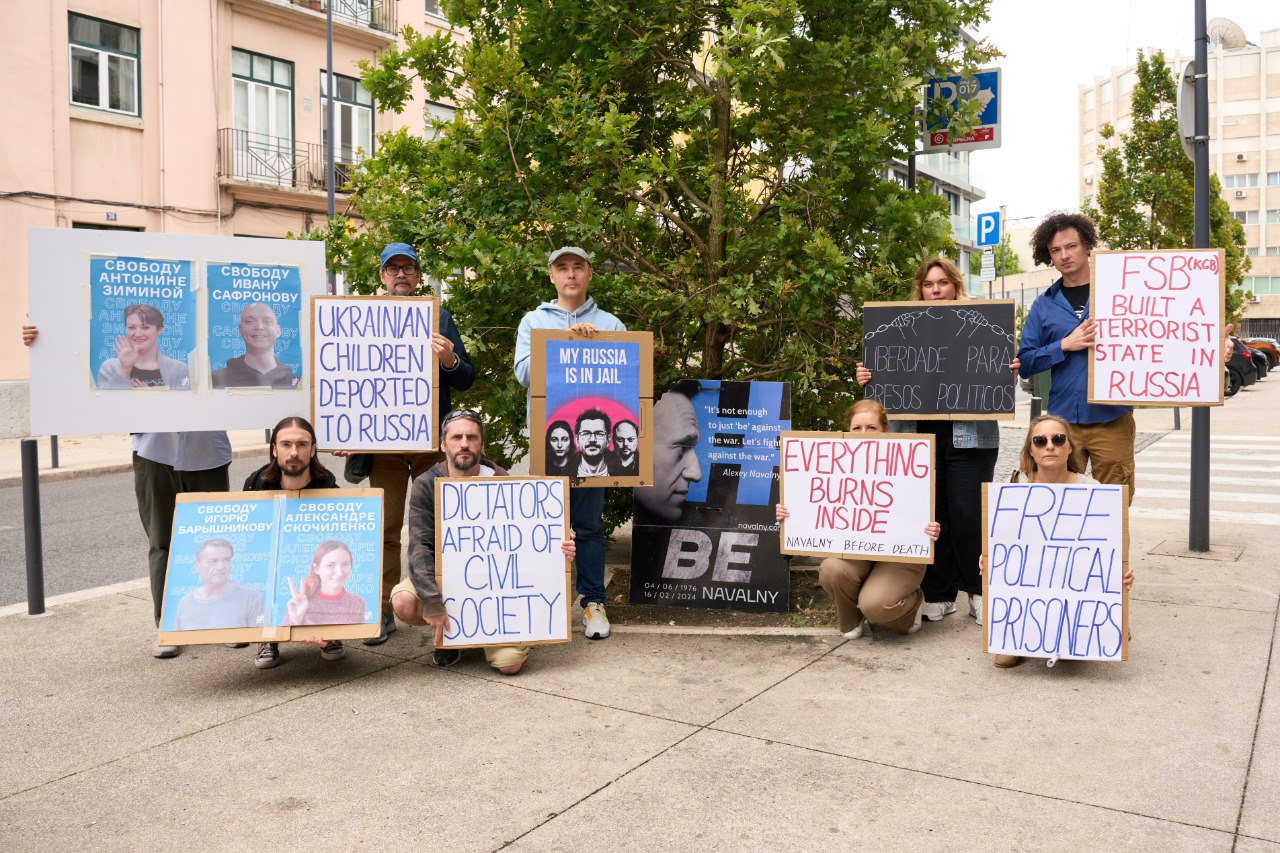 СВОБОДУ
АНТОНИНЕ
ЗИМИНОЙ
СВОБОДУ
ИВАНУ
САФРОНОВУ
UKRAINIAN
CHILDREN
DEPORTED
TO RUSSIA
MY RUSSIA
IS IN JAIL
LIBERDADE PARA
PRESOS POLÍTICOS
FSB (KGB)
BUILT A
TERRORIST
STATE IN
RUSSIA
СВОБОДУ
ИГОРЮ
БАРЫШНИКОВУ
СВОБОДУ
АЛЕКСАНДРЕ
СКОЧИЛЕНКО
DICTATORS
AFRAID OF
CIVIL
SOCIETY
"It's not enough
to just 'be' against
the war. Let's fight
against the war."
Alexey Navalny
BE
04 / 06 / 1976
16 / 02 / 2024
NAVALNY
EVERYTHING
BURNS
INSIDE
NAVALNY BEFORE DEATH
FREE
POLITICAL
PRISONERS
017
P